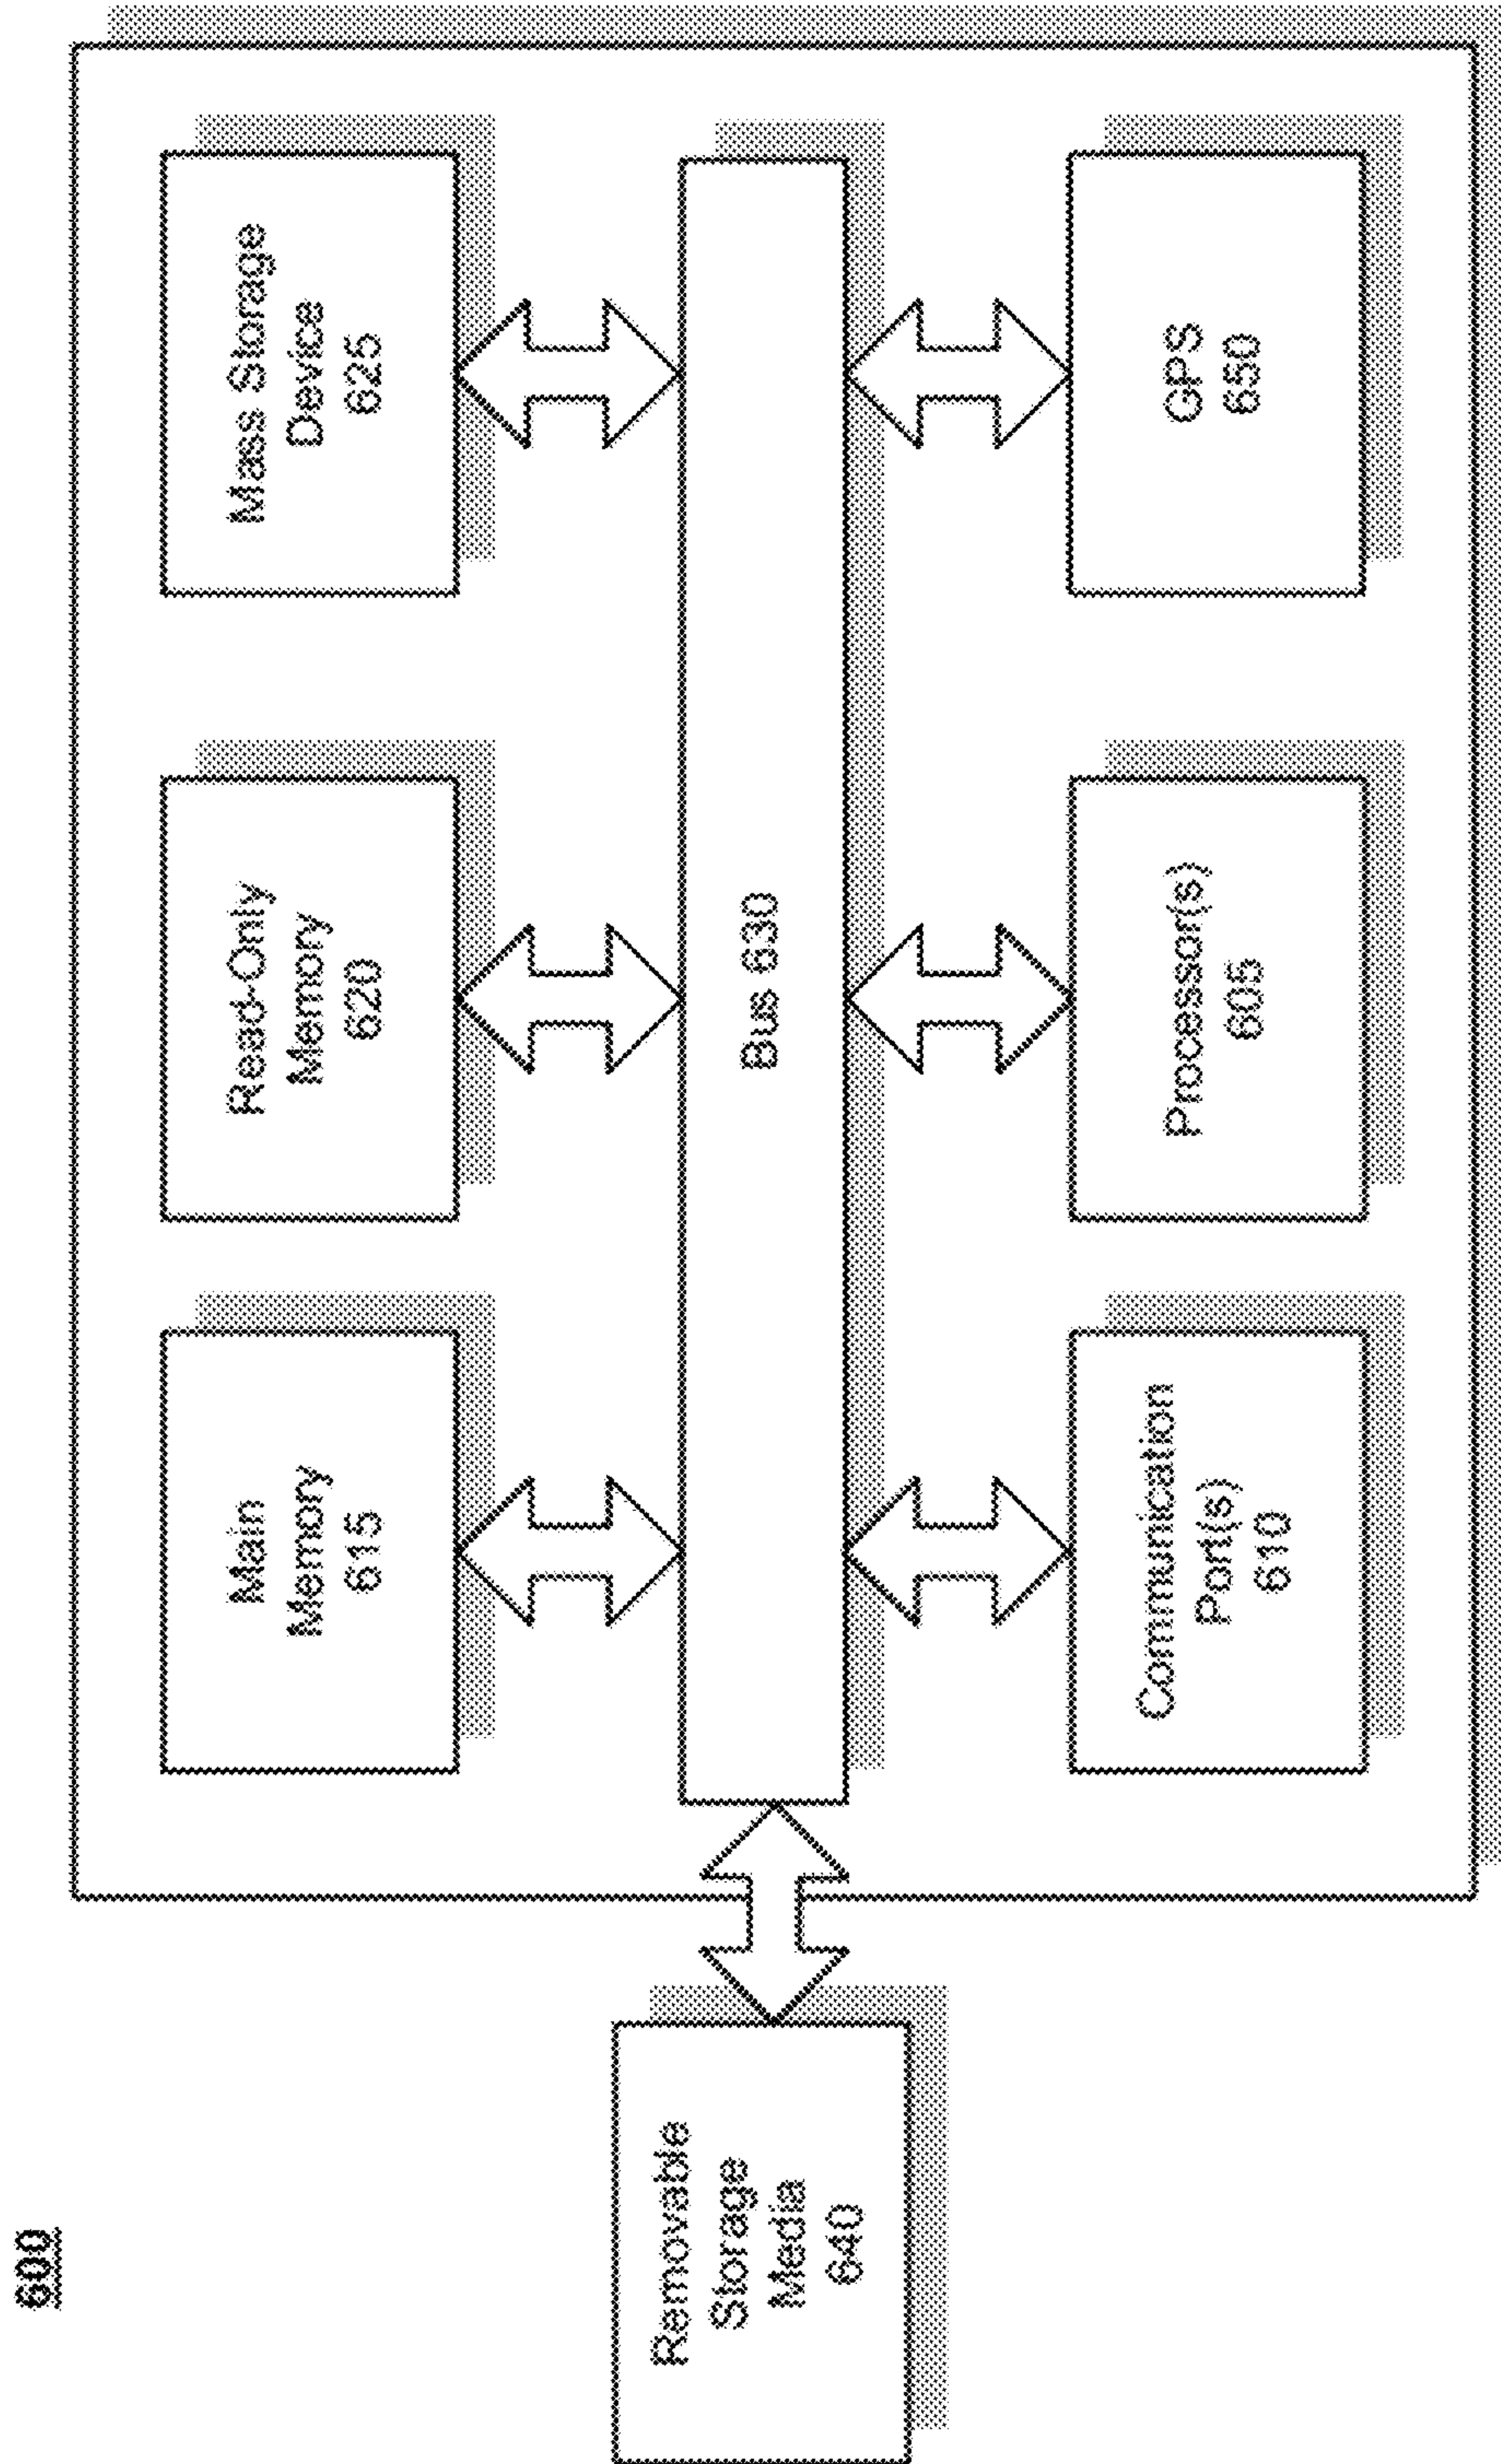 600
Main
Memory
615
Read-Only
Memory
620
Mass Storage
Device
625
Removable
Storage
Media
640
Bus 630
Communication
Port(s)
610
Processor(s)
605
GPS
650